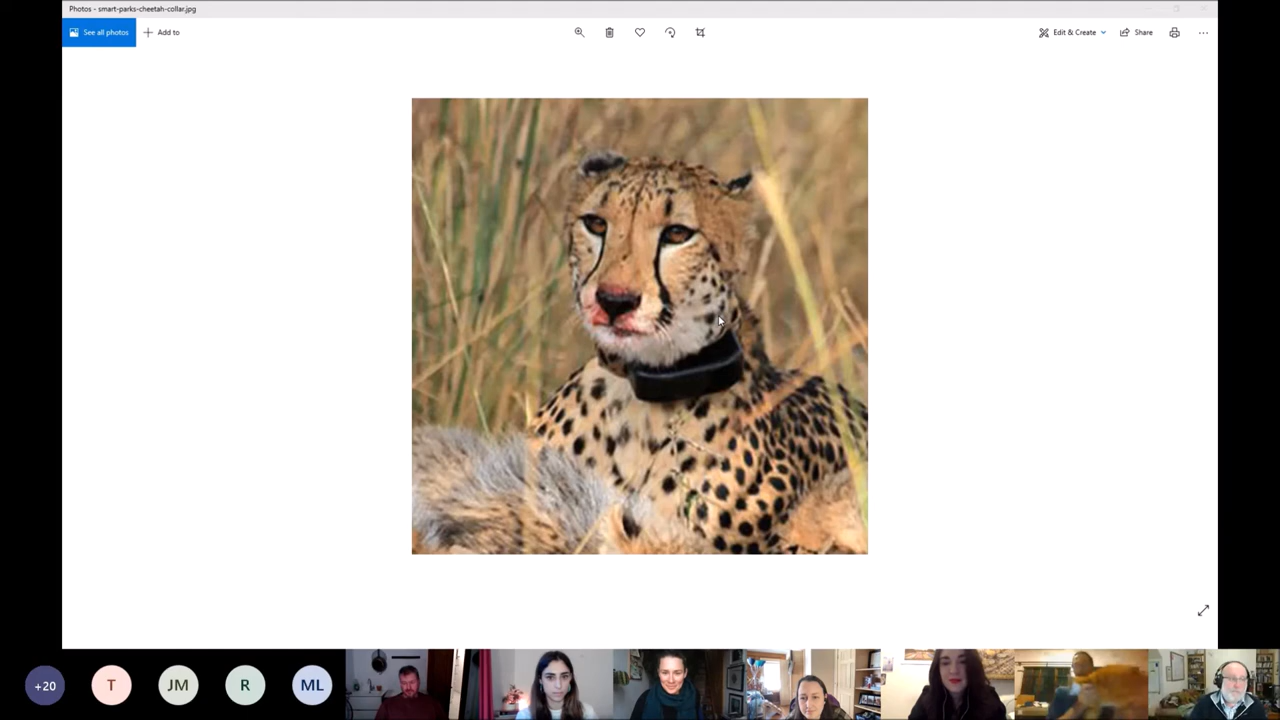 Photos - smart-parks-cheetah-collar.jpg
See all photos
Add to
Edit & Create
Share
+20
T
JM
R
ML